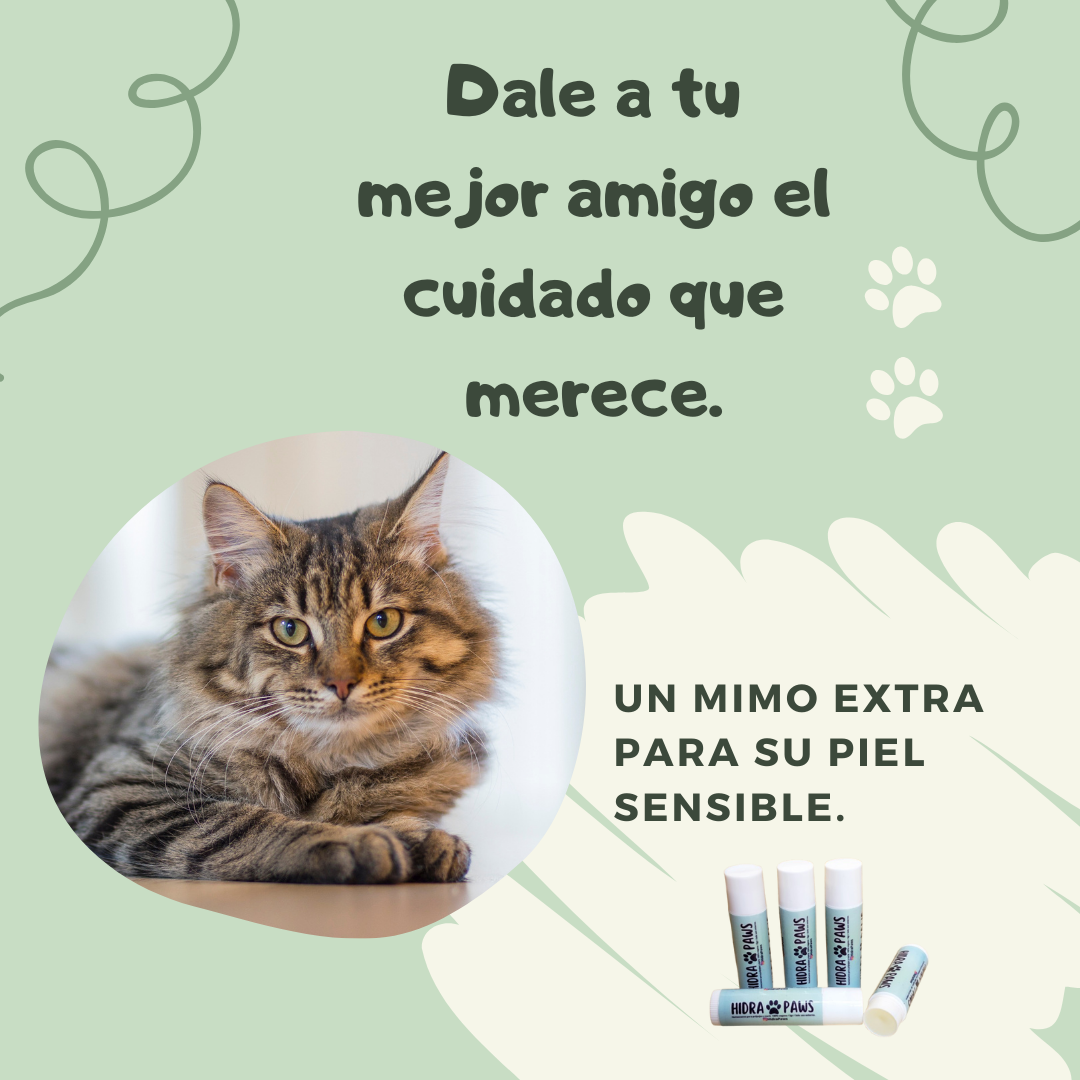 Dale a tu
mejor amigo el
cuidado que
merece.
UN MIMO EXTRA
PARA SU PIEL
SENSIBLE.
HIDRA PAWS
HIDRA PAWS
HIDRA PAWS
HIDRA PAWS
HIDRA PAWS